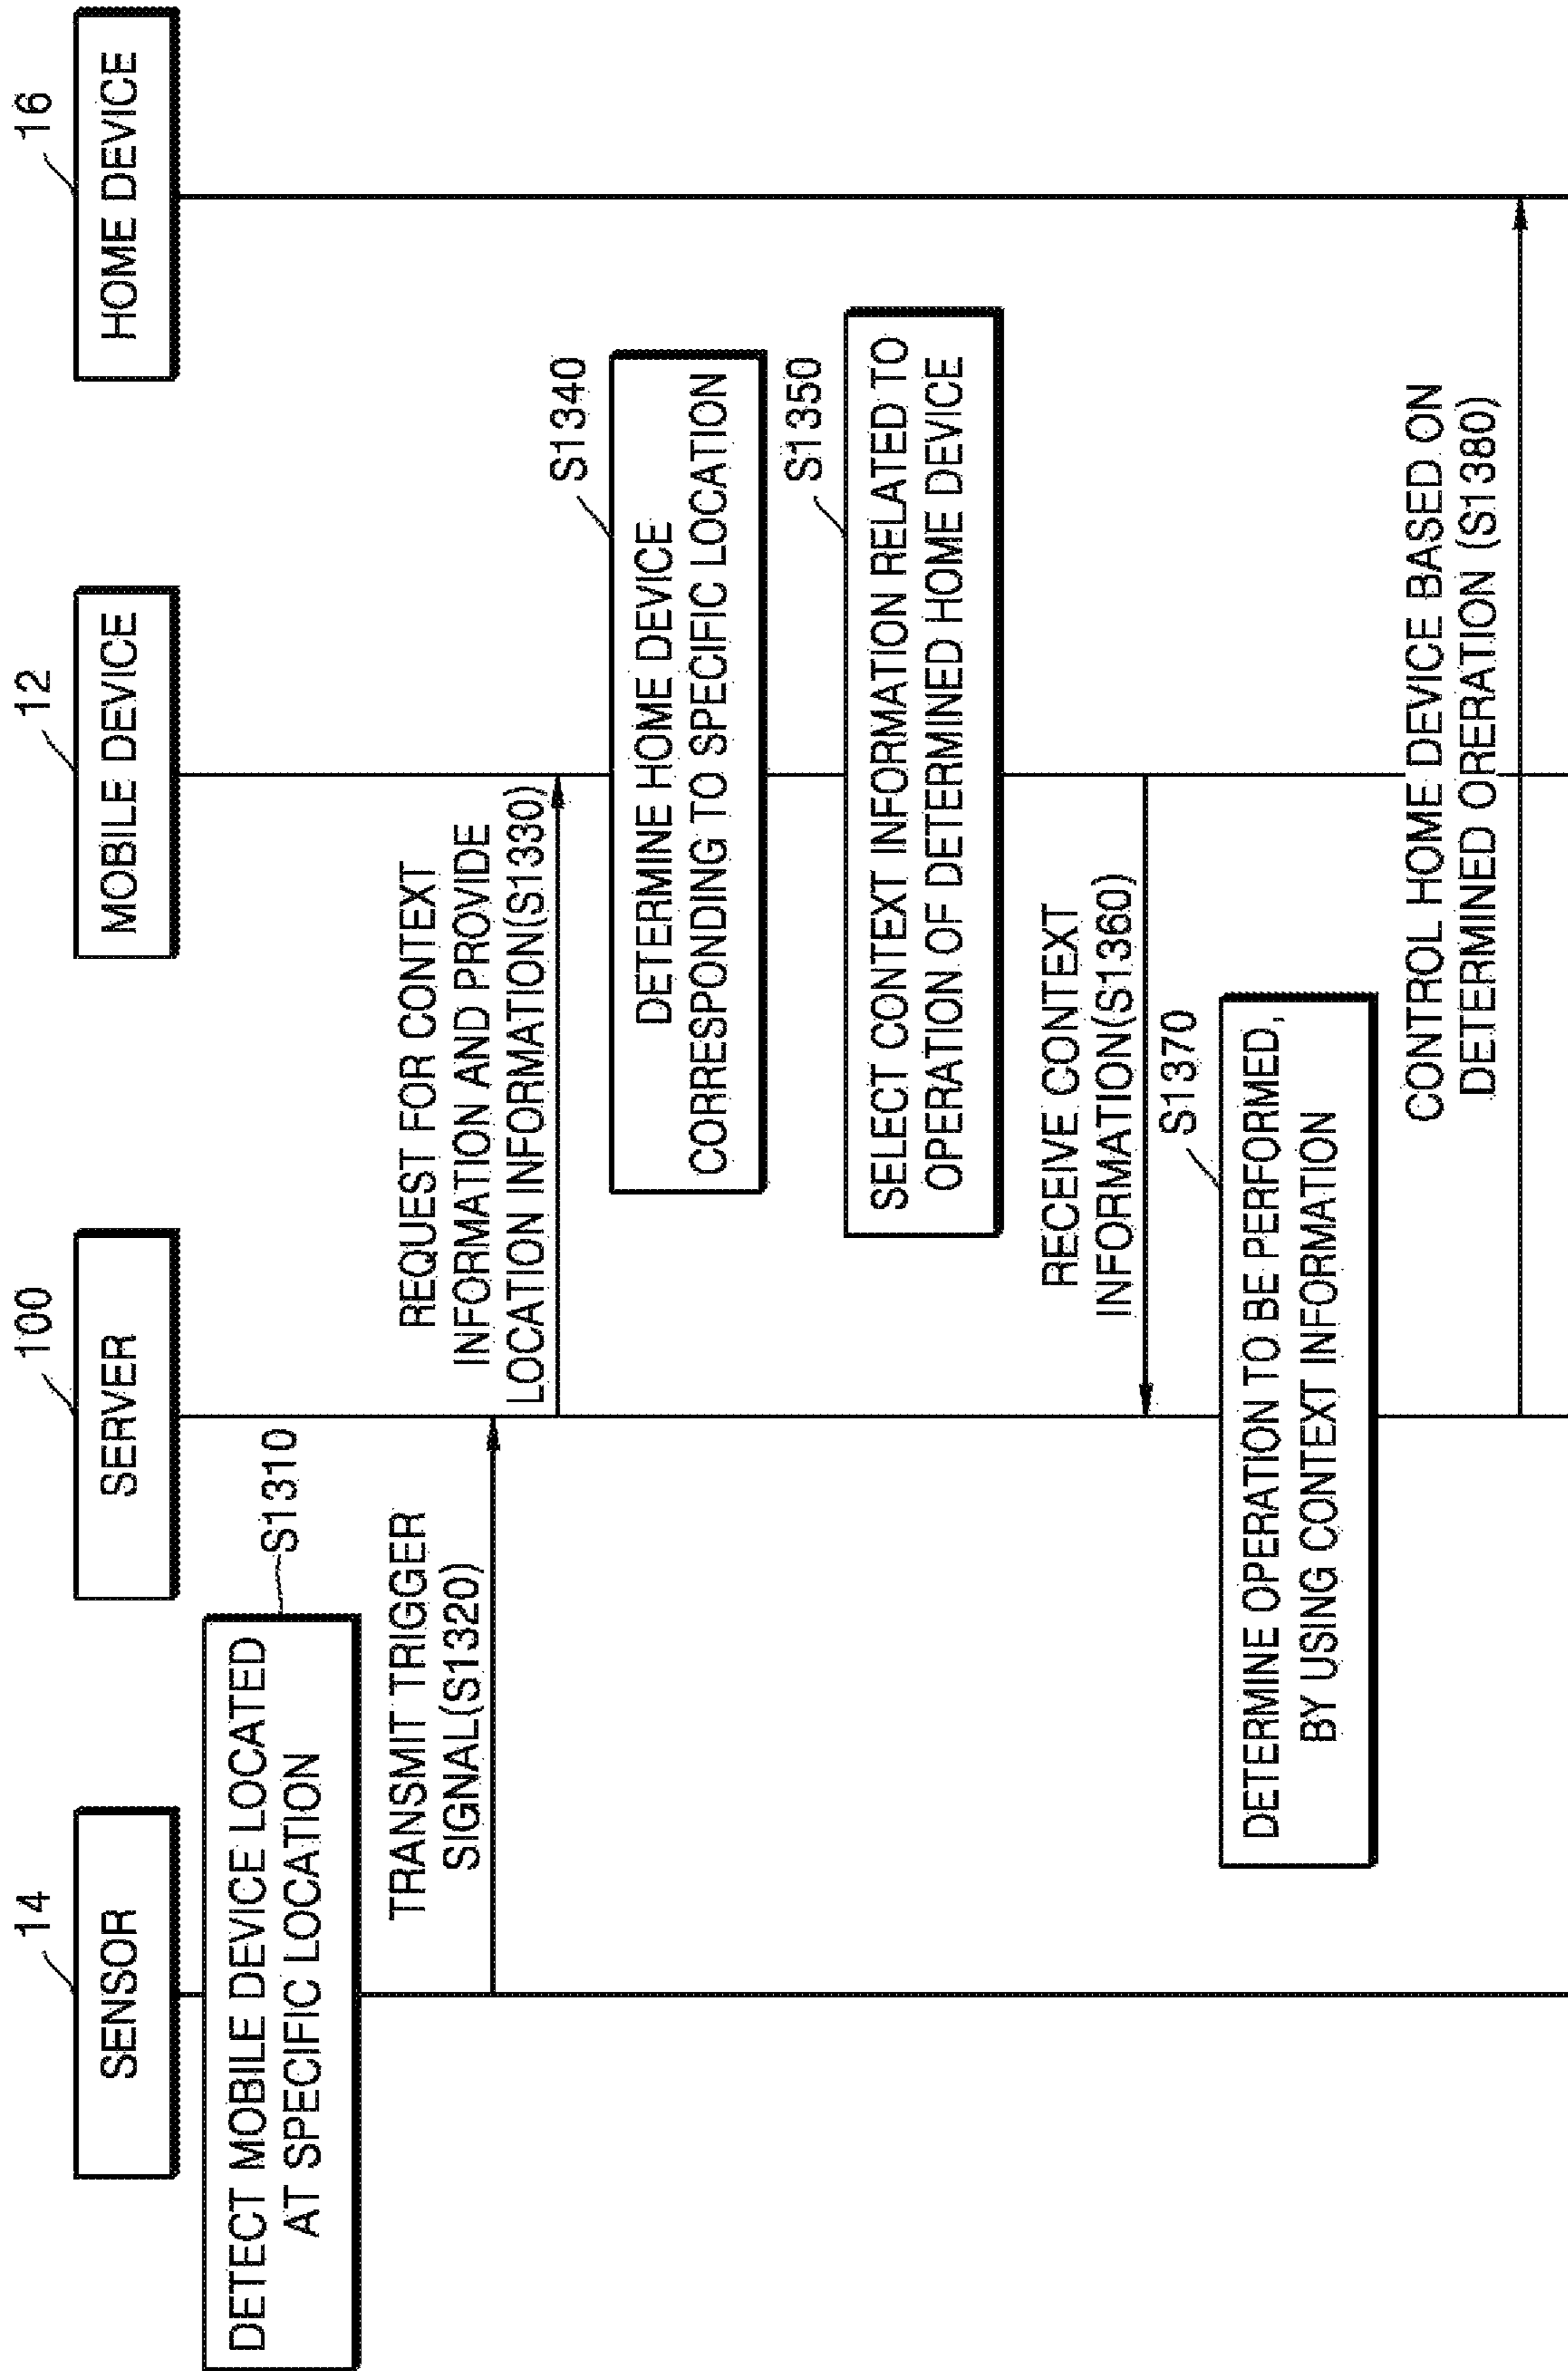 14
100
12
16
SENSOR
SERVER
MOBILE DEVICE
HOME DEVICE
DETECT MOBILE DEVICE LOCATED
AT SPECIFIC LOCATION
S1310
TRANSMIT TRIGGER
SIGNAL(S1320)
REQUEST FOR CONTEXT
INFORMATION AND PROVIDE
LOCATION INFORMATION(S1330)
S1340
DETERMINE HOME DEVICE
CORRESPONDING TO SPECIFIC LOCATION
S1350
SELECT CONTEXT INFORMATION RELATED TO
OPERATION OF DETERMINED HOME DEVICE
RECEIVE CONTEXT
INFORMATION(S1360)
S1370
DETERMINE OPERATION TO BE PERFORMED,
BY USING CONTEXT INFORMATION
CONTROL HOME DEVICE BASED ON
DETERMINED ORERATION (S1380)